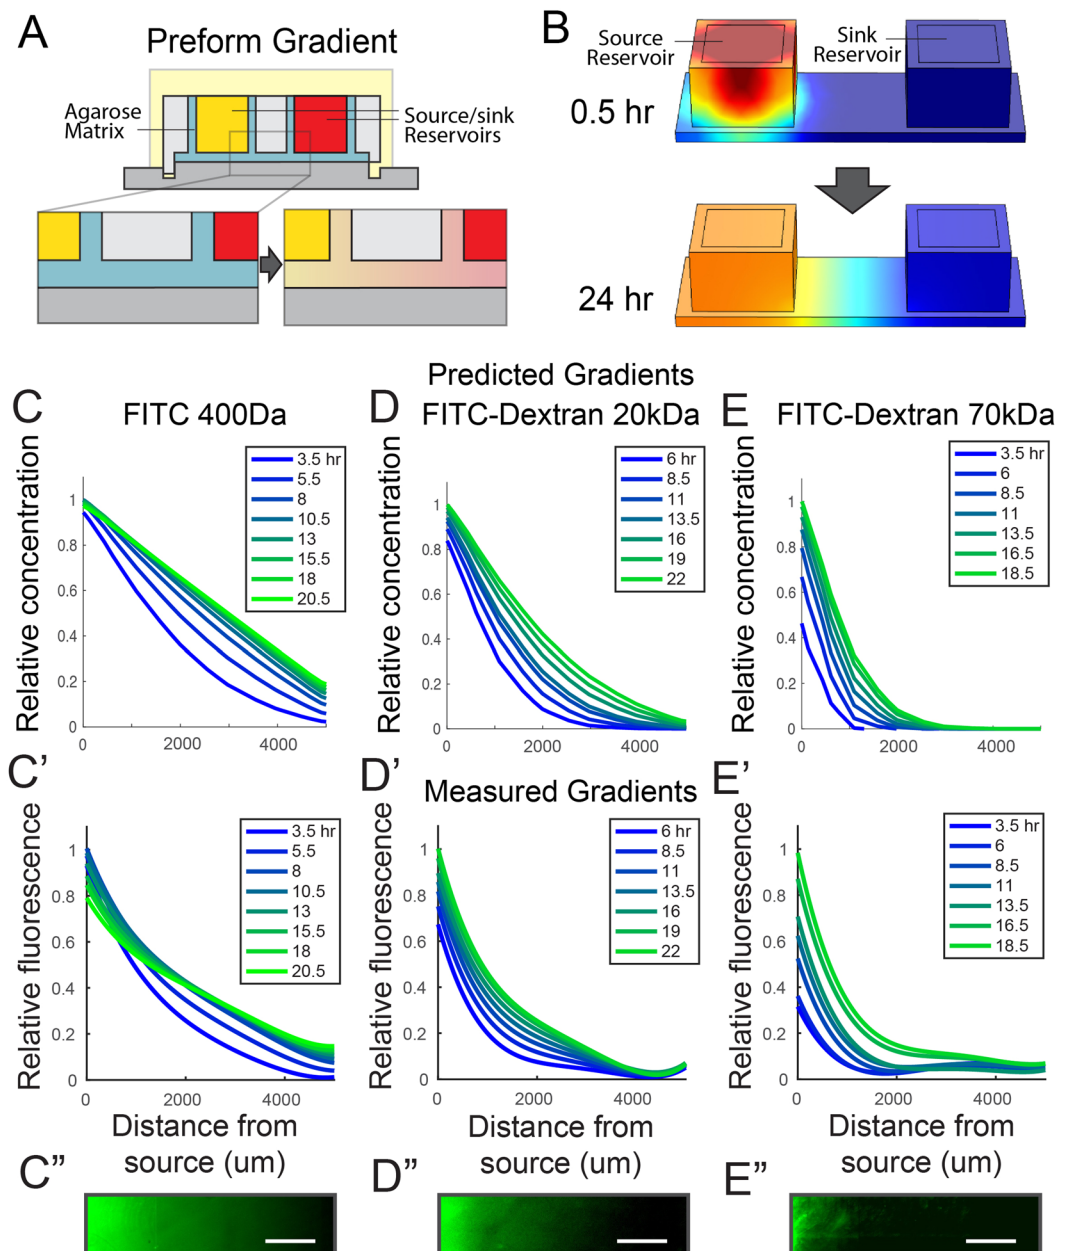 A
Preform Gradient
Agarose
Matrix
Source/sink
Reservoirs
B
Source
Reservoir
Sink
Reservoir
0.5 hr
24 hr
Predicted Gradients
C
FITC 400Da
Relative concentration
1
0.8
0.6
0.4
0.2
0
0
2000
4000
3.5 hr
5.5
8
10.5
13
15.5
18
20.5
D
FITC-Dextran 20kDa
Relative concentration
1
0.8
0.6
0.4
0.2
0
0
2000
4000
6 hr
8.5
11
13.5
16
19
22
E
FITC-Dextran 70kDa
Relative concentration
1
0.8
0.6
0.4
0.2
0
0
2000
4000
3.5 hr
6
8.5
11
13.5
16.5
18.5
Measured Gradients
C’
Relative fluorescence
1
0.8
0.6
0.4
0.2
0
0
2000
4000
3.5 hr
5.5
8
10.5
13
15.5
18
20.5
Distance from
source (um)
D’
Relative fluorescence
1
0.8
0.6
0.4
0.2
0
0
2000
4000
6 hr
8.5
11
13.5
16
19
22
Distance from
source (um)
E’
Relative fluorescence
1
0.8
0.6
0.4
0.2
0
0
2000
4000
3.5 hr
6
8.5
11
13.5
16.5
18.5
Distance from
source (um)
C”
D”
E”